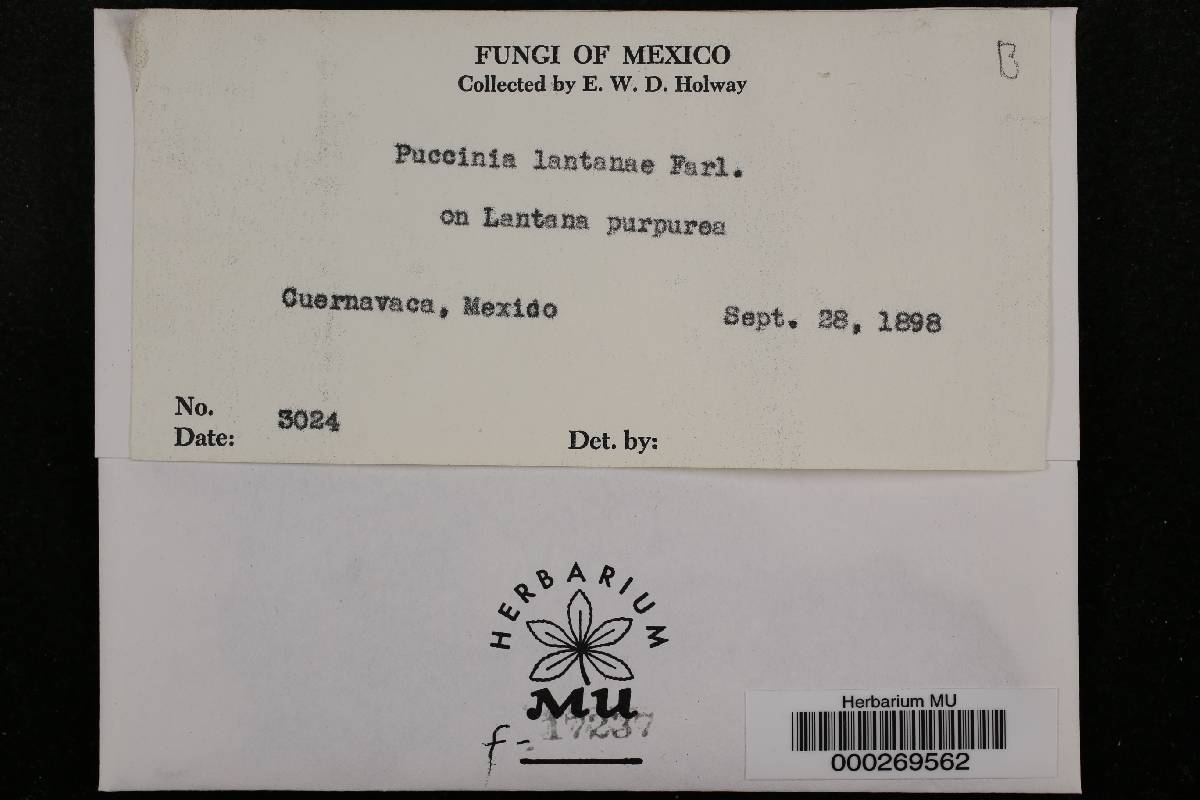 FUNGI OF MEXICO
B
Collected by E. W. D. Holway
Puccinia lantanae Farl.
on Lantana purpurea
Cuernavaca, Mexido
Sept. 28, 1898
No. 3024
Date:
Det. by:
HERBARIUM
MU
f-17237
Herbarium MU
000269562